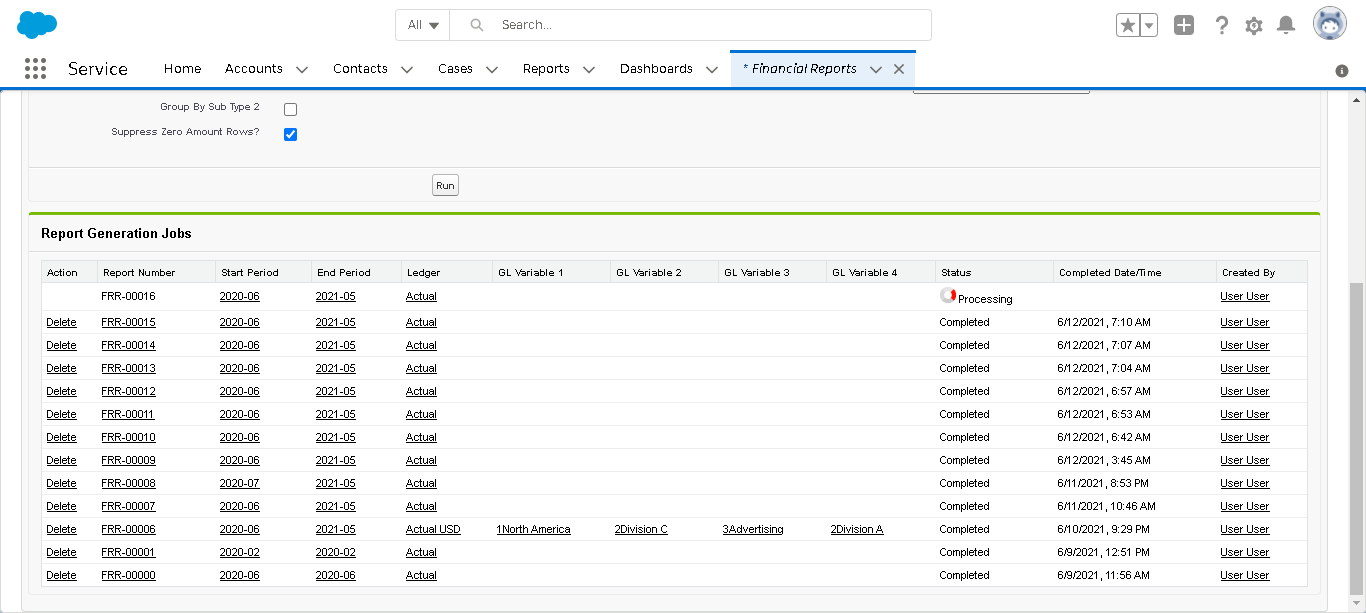 All Search...
Service Home Accounts Contacts Cases Reports Dashboards * Financial Reports
Group By Sub Type 2
Suppress Zero Amount Rows?
Run
Report Generation Jobs
Action Report Number Start Period End Period Ledger GL Variable 1 GL Variable 2 GL Variable 3 GL Variable 4 Status Completed Date/Time Created By
FRR-00016 2020-06 2021-05 Actual Processing User User
Delete FRR-00015 2020-06 2021-05 Actual Completed 6/12/2021, 7:10 AM User User
Delete FRR-00014 2020-06 2021-05 Actual Completed 6/12/2021, 7:07 AM User User
Delete FRR-00013 2020-06 2021-05 Actual Completed 6/12/2021, 7:04 AM User User
Delete FRR-00012 2020-06 2021-05 Actual Completed 6/12/2021, 6:57 AM User User
Delete FRR-00011 2020-06 2021-05 Actual Completed 6/12/2021, 6:53 AM User User
Delete FRR-00010 2020-06 2021-05 Actual Completed 6/12/2021, 6:42 AM User User
Delete FRR-00009 2020-06 2021-05 Actual Completed 6/12/2021, 3:45 AM User User
Delete FRR-00008 2020-07 2021-05 Actual Completed 6/11/2021, 8:53 PM User User
Delete FRR-00007 2020-06 2021-05 Actual Completed 6/11/2021, 10:46 AM User User
Delete FRR-00006 2020-06 2021-05 Actual USD 1North America 2Division C 3Advertising 2Division A Completed 6/10/2021, 9:29 PM User User
Delete FRR-00001 2020-02 2020-02 Actual Completed 6/9/2021, 12:51 PM User User
Delete FRR-00000 2020-06 2020-06 Actual Completed 6/9/2021, 11:56 AM User User